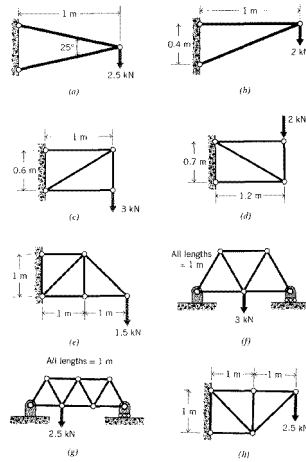 1 m
25°
2.5 kN
(a)
1 m
0.4 m
(b)
1 m
0.6 m
3 kN
(c)
2 kN
0.7 m
1.2 m
(d)
1 m
1 m
1 m
1.5 kN
(e)
All lengths
= 1 m
3 kN
(f)
All lengths = 1 m
2.5 kN
(g)
1 m
1 m
1 m
2.5 kN
(h)